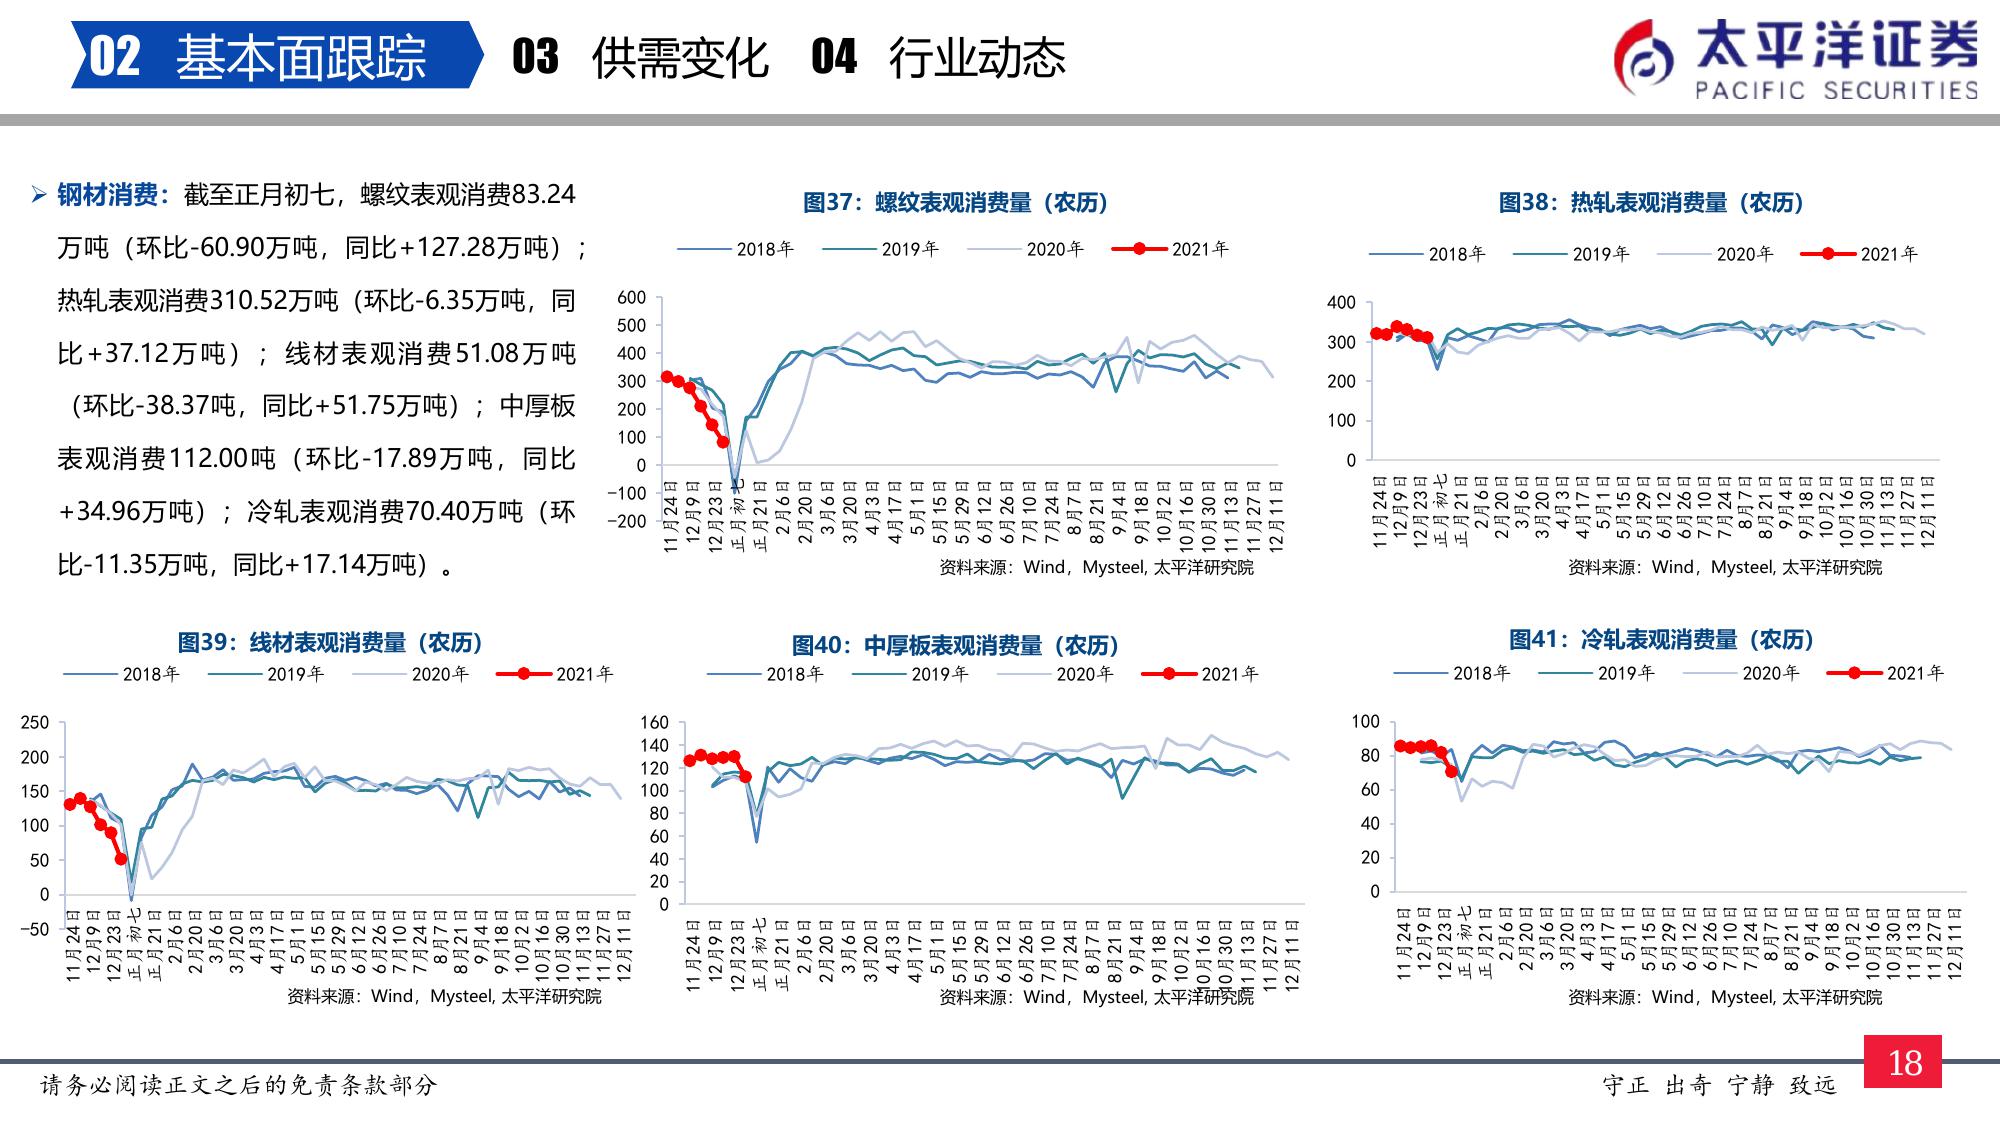 02 基本面跟踪 03 供需变化 04 行业动态
太平洋证券
PACIFIC SECURITIES
➢ 钢材消费：截至正月初七，螺纹表观消费83.24
万吨（环比-60.90万吨，同比+127.28万吨）；
热轧表观消费310.52万吨（环比-6.35万吨，同
比+37.12万吨）；线材表观消费51.08万吨
（环比-38.37吨，同比+51.75万吨）；中厚板
表观消费112.00吨（环比-17.89万吨，同比
+34.96万吨）；冷轧表观消费70.40万吨（环
比-11.35万吨，同比+17.14万吨）。
图37：螺纹表观消费量（农历）
2018年 2019年 2020年 2021年
600
500
400
300
200
100
0
-100
-200
11月24日 12月9日 12月23日 正月初七 正月21日 2月6日 2月20日 3月6日 3月20日 4月3日 4月17日 5月1日 5月15日 5月29日 6月12日 6月26日 7月10日 7月24日 8月7日 8月21日 9月4日 9月18日 10月2日 10月16日 10月30日 11月13日 11月27日 12月11日
资料来源：Wind，Mysteel, 太平洋研究院
图38：热轧表观消费量（农历）
2018年 2019年 2020年 2021年
400
300
200
100
0
11月24日 12月9日 12月23日 正月初七 正月21日 2月6日 2月20日 3月6日 3月20日 4月3日 4月17日 5月1日 5月15日 5月29日 6月12日 6月26日 7月10日 7月24日 8月7日 8月21日 9月4日 9月18日 10月2日 10月16日 10月30日 11月13日 11月27日 12月11日
资料来源：Wind，Mysteel, 太平洋研究院
图39：线材表观消费量（农历）
2018年 2019年 2020年 2021年
250
200
150
100
50
0
-50
11月24日 12月9日 12月23日 正月初七 正月21日 2月6日 2月20日 3月6日 3月20日 4月3日 4月17日 5月1日 5月15日 5月29日 6月12日 6月26日 7月10日 7月24日 8月7日 8月21日 9月4日 9月18日 10月2日 10月16日 10月30日 11月13日 11月27日 12月11日
资料来源：Wind，Mysteel, 太平洋研究院
图40：中厚板表观消费量（农历）
2018年 2019年 2020年 2021年
160
140
120
100
80
60
40
20
0
11月24日 12月9日 12月23日 正月初七 正月21日 2月6日 2月20日 3月6日 3月20日 4月3日 4月17日 5月1日 5月15日 5月29日 6月12日 6月26日 7月10日 7月24日 8月7日 8月21日 9月4日 9月18日 10月2日 10月16日 10月30日 11月13日 11月27日 12月11日
资料来源：Wind，Mysteel, 太平洋研究院
图41：冷轧表观消费量（农历）
2018年 2019年 2020年 2021年
100
80
60
40
20
0
11月24日 12月9日 12月23日 正月初七 正月21日 2月6日 2月20日 3月6日 3月20日 4月3日 4月17日 5月1日 5月15日 5月29日 6月12日 6月26日 7月10日 7月24日 8月7日 8月21日 9月4日 9月18日 10月2日 10月16日 10月30日 11月13日 11月27日 12月11日
资料来源：Wind，Mysteel, 太平洋研究院
请务必阅读正文之后的免责条款部分
守正 出奇 宁静 致远
18